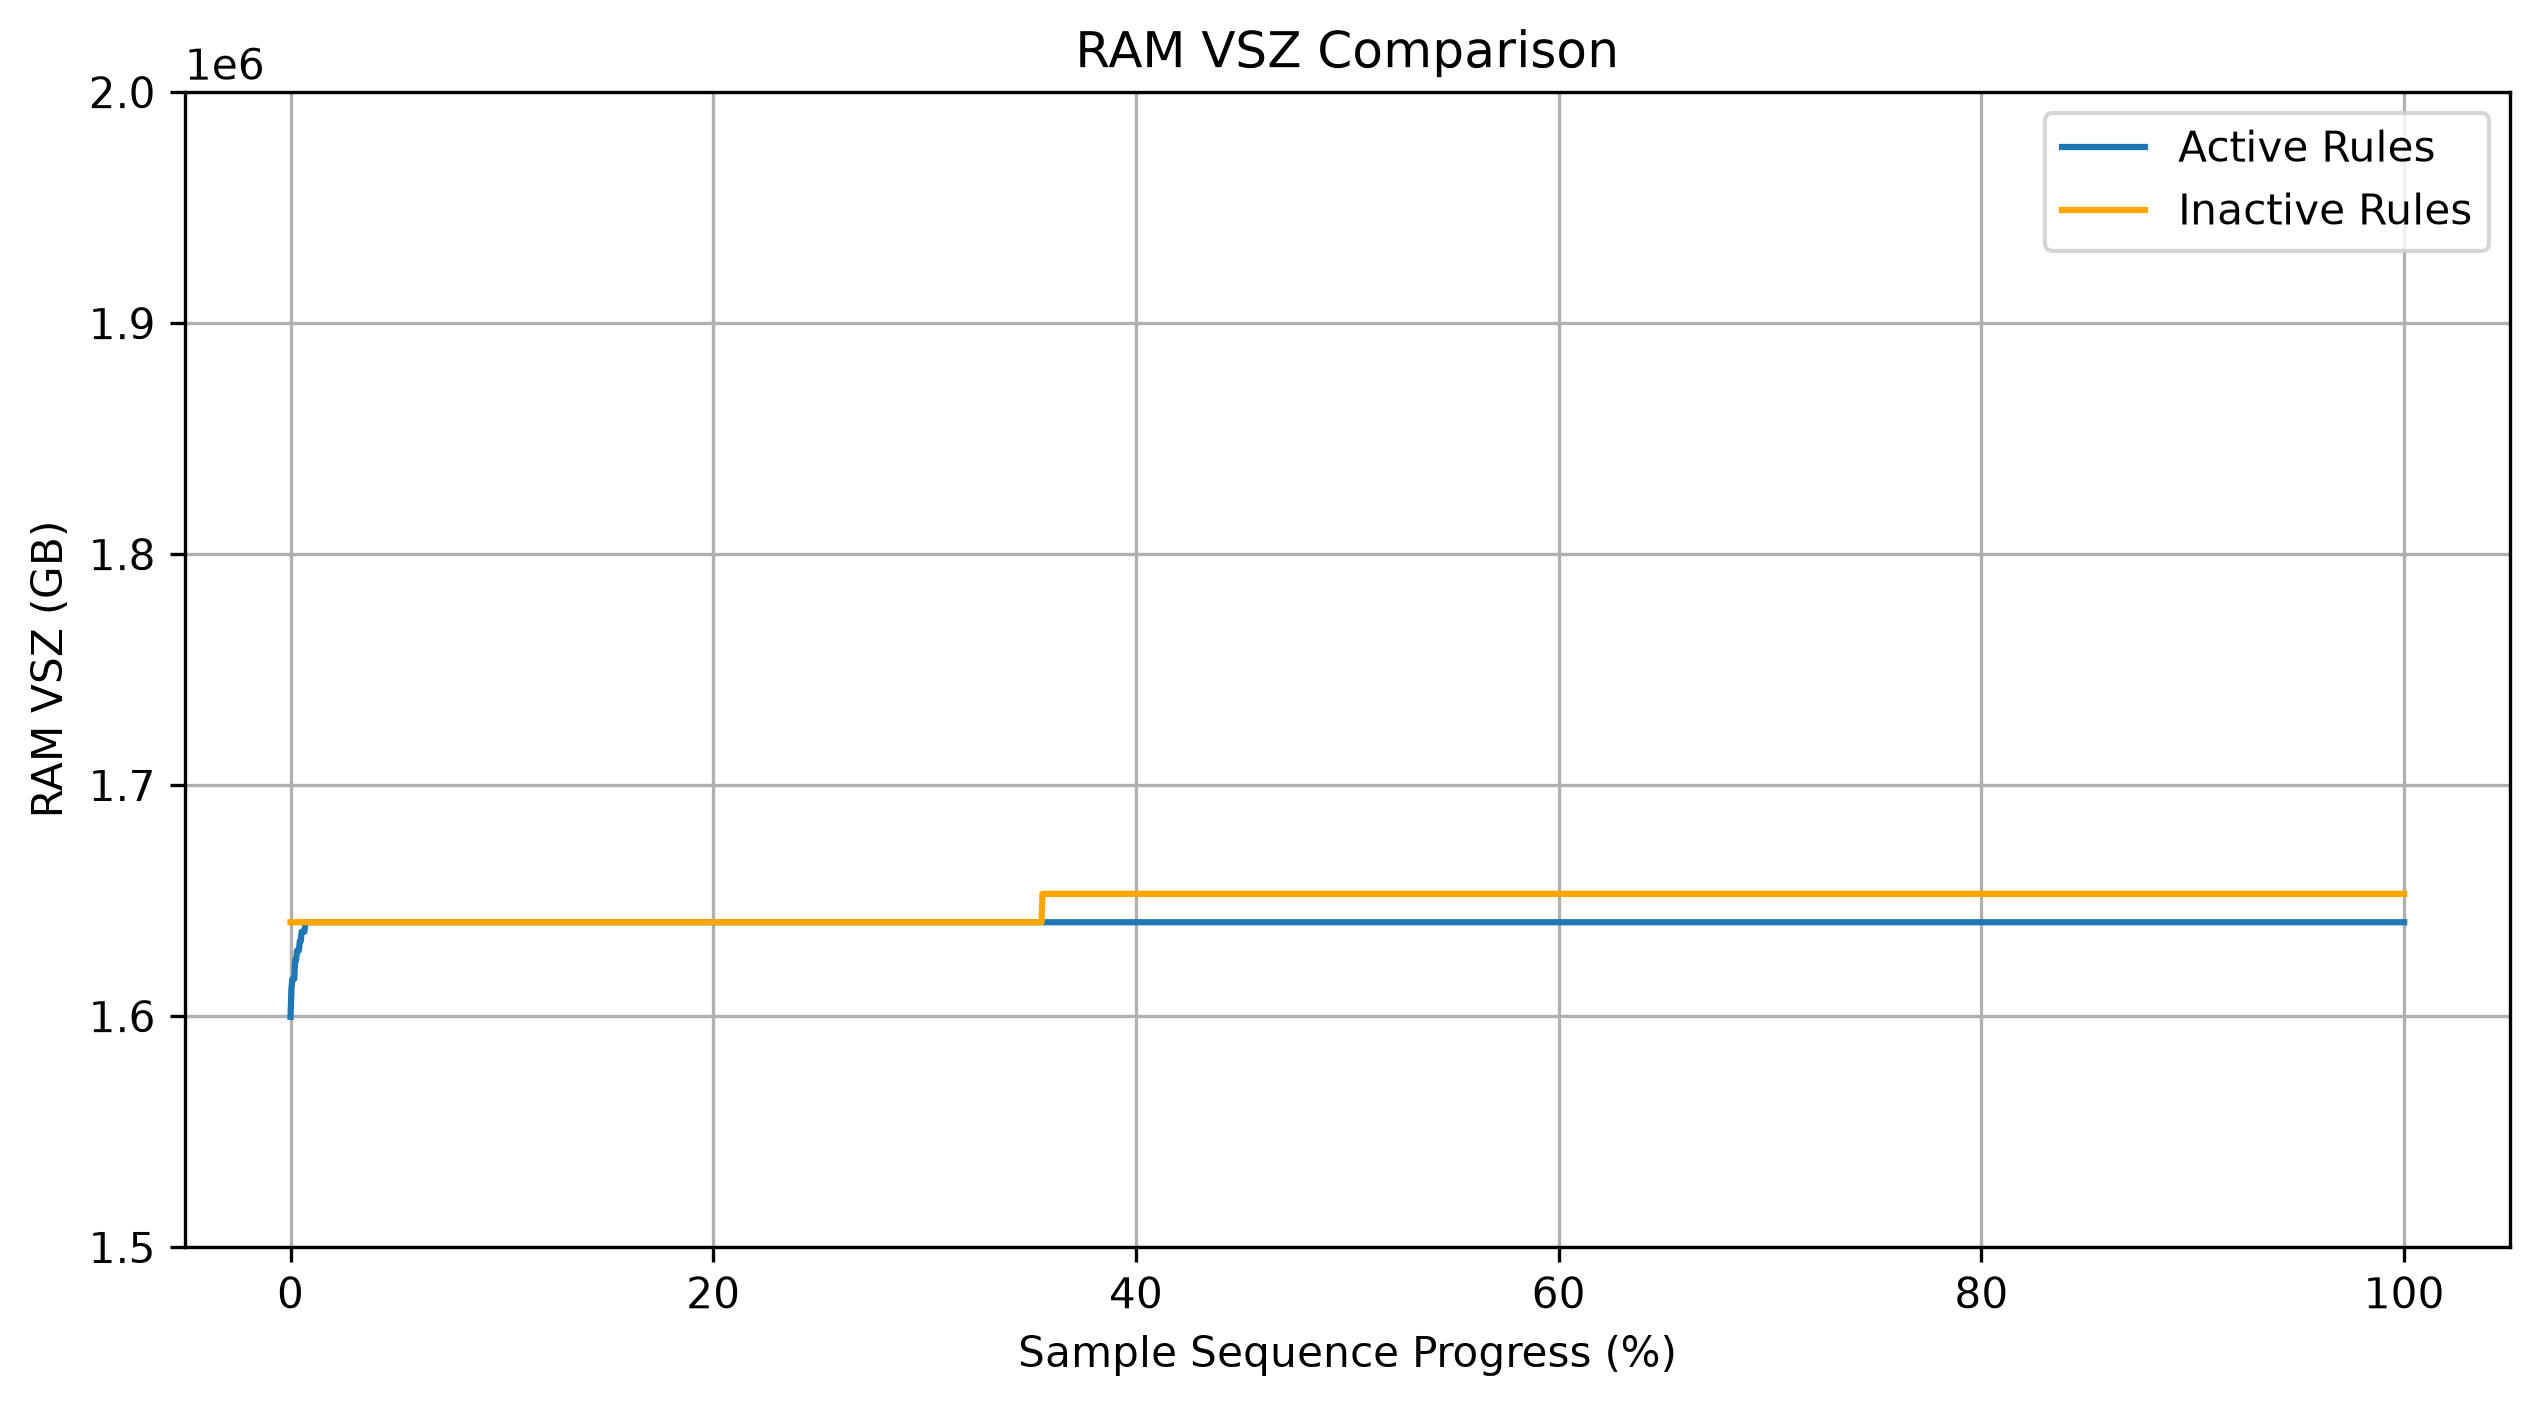 RAM VSZ Comparison
1e6
2.0
1.9
1.8
1.7
1.6
1.5
RAM VSZ (GB)
Active Rules
Inactive Rules
0 20 40 60 80 100
Sample Sequence Progress (%)